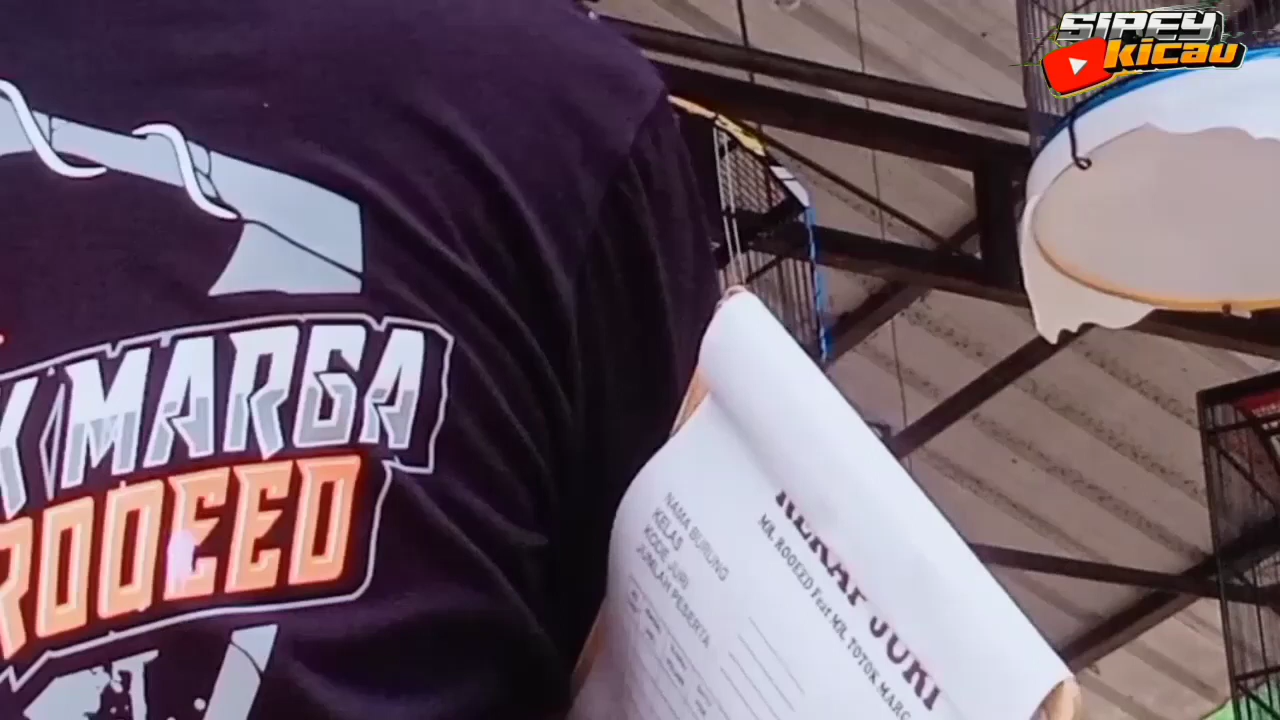 SIPEY
kicau
K MARGA
ROOEED
REKAP JURI
MR. ROOEED Feat MR. TOTOK MARG
NAMA BURUNG
KELAS
KODE JURI
JUMLAH PESERTA